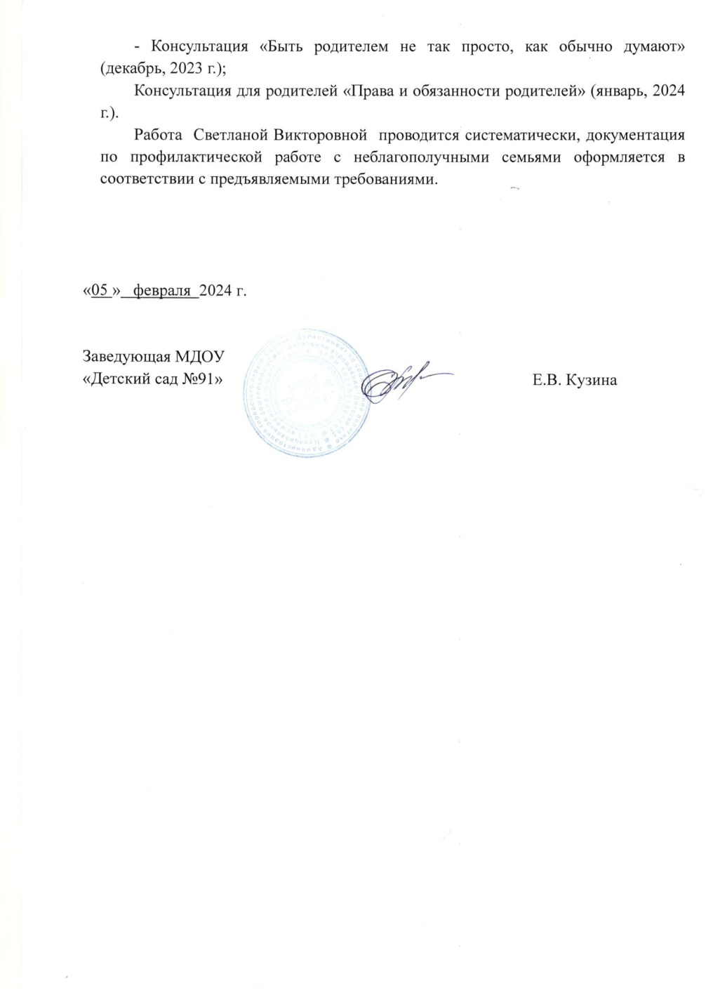 - Консультация «Быть родителем не так просто, как обычно думают»
(декабрь, 2023 г.);
Консультация для родителей «Права и обязанности родителей» (январь, 2024
г.).
Работа Светланой Викторовной проводится систематически, документация
по профилактической работе с неблагополучными семьями оформляется в
соответствии с предъявляемыми требованиями.
«05 » февраля 2024 г.
Заведующая МДОУ
«Детский сад №91»
Е.В. Кузина